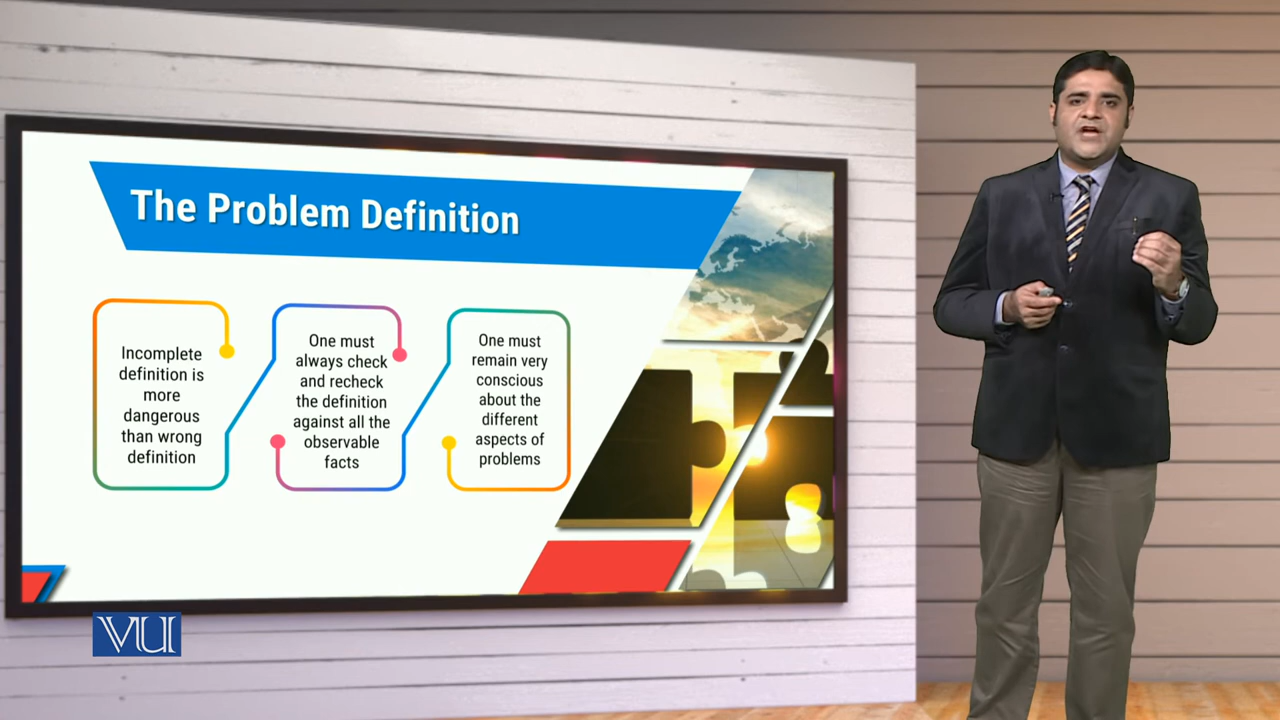 The Problem Definition
Incomplete
definition is
more
dangerous
than wrong
definition
One must
always check
and recheck
the definition
against all the
observable
facts
One must
remain very
conscious
about the
different
aspects of
problems
VU